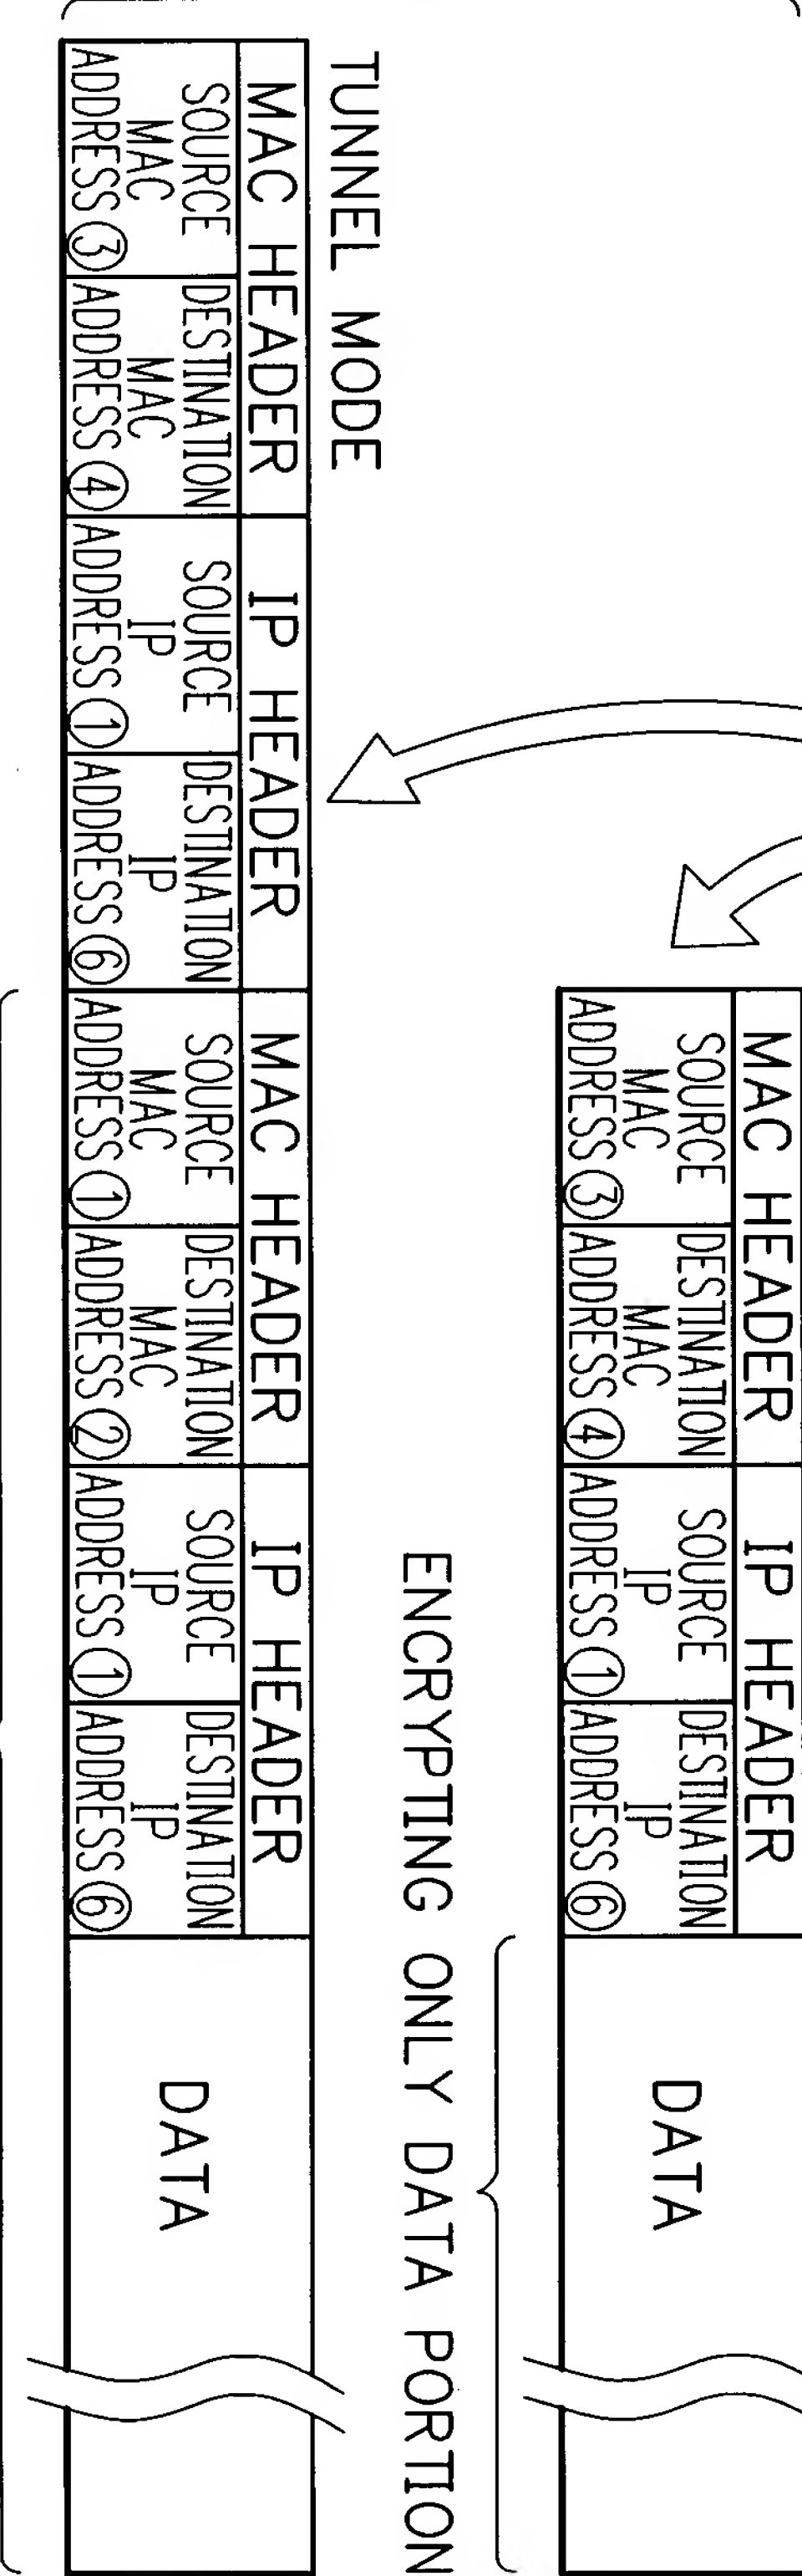 MAC HEADER
IP HEADER
SOURCE
MAC
ADDRESS ③
DESTINATION
MAC
ADDRESS ④
SOURCE
IP
ADDRESS ①
DESTINATION
IP
ADDRESS ⑥
DATA
ENCRYPTING ONLY DATA PORTION
TUNNEL MODE
MAC HEADER
IP HEADER
MAC HEADER
IP HEADER
SOURCE
MAC
ADDRESS ③
DESTINATION
MAC
ADDRESS ④
SOURCE
IP
ADDRESS ①
DESTINATION
IP
ADDRESS ⑥
SOURCE
MAC
ADDRESS ①
DESTINATION
MAC
ADDRESS ②
SOURCE
IP
ADDRESS ①
DESTINATION
IP
ADDRESS ⑥
DATA